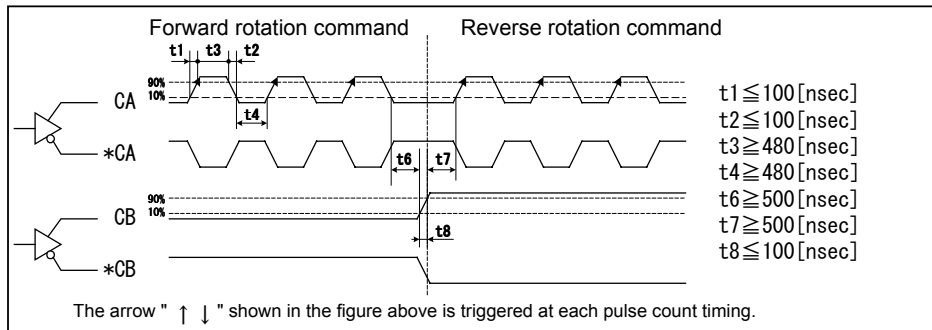 Forward rotation command
Reverse rotation command
t1 t3 t2
90%
10%
CA
t4
*CA
t6 t7
90%
10%
CB
t8
*CB
t1≦100[nsec]
t2≦100[nsec]
t3≧480[nsec]
t4≧480[nsec]
t6≧500[nsec]
t7≧500[nsec]
t8≦100[nsec]
The arrow " ↑ ↓ " shown in the figure above is triggered at each pulse count timing.